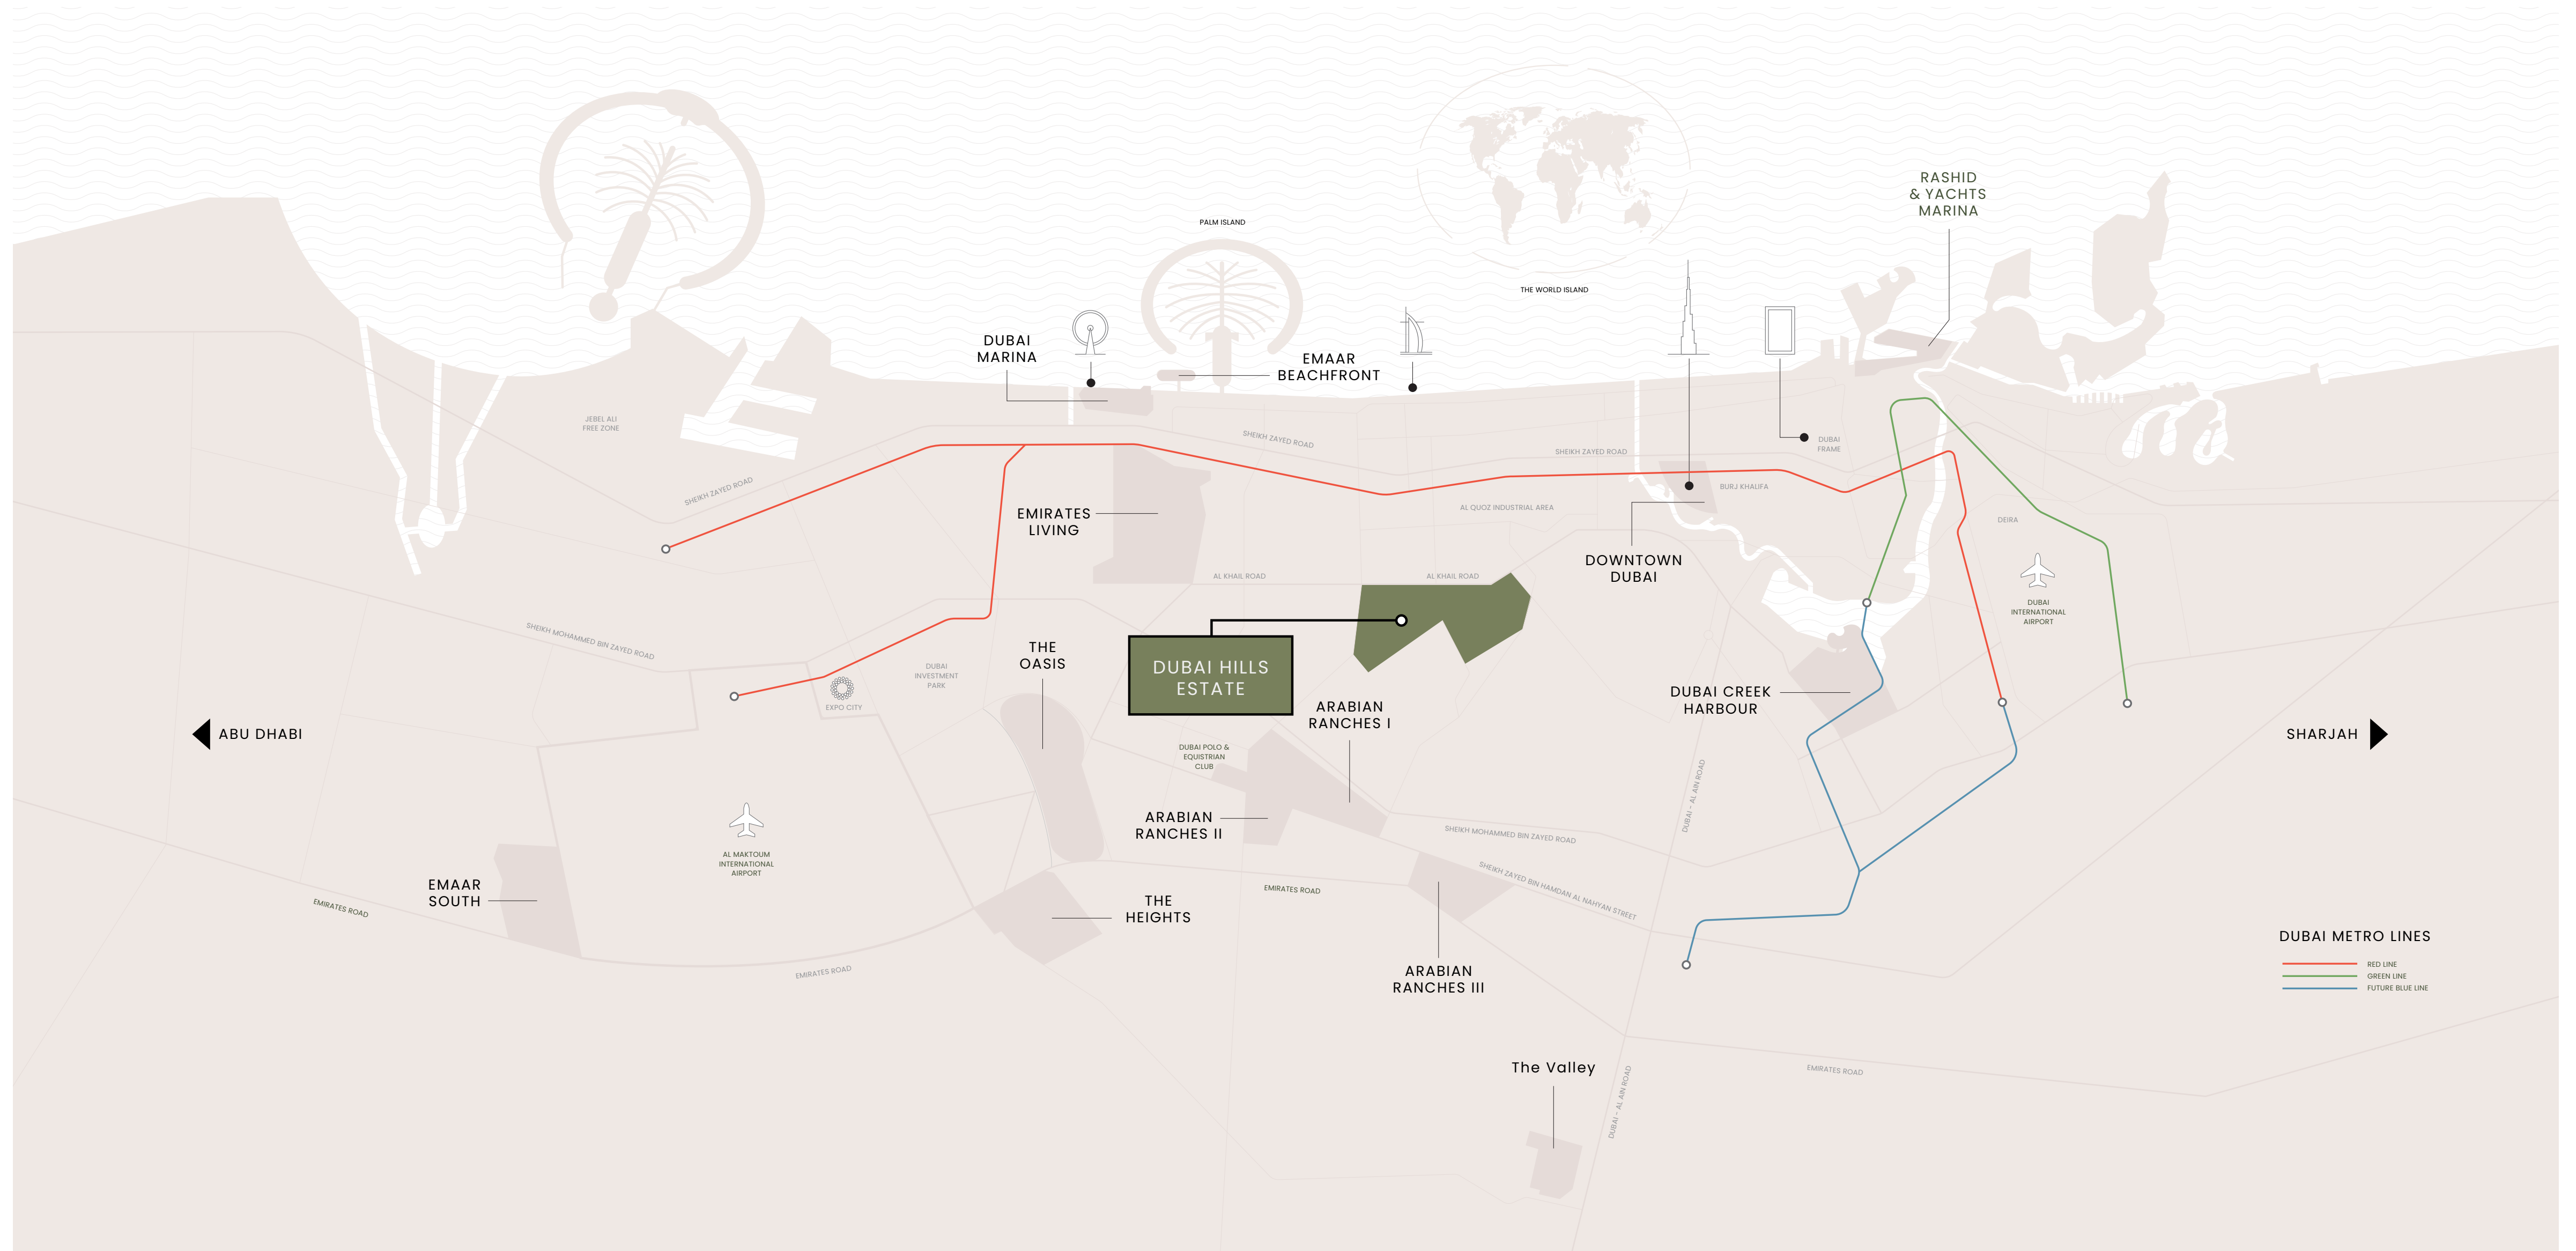 RASHID
& YACHTS
MARINA
PALM ISLAND
THE WORLD ISLAND
DUBAI
MARINA
EMAAR
BEACHFRONT
JEBEL ALI
FREE ZONE
SHEIKH ZAYED ROAD
SHEIKH ZAYED ROAD
SHEIKH ZAYED ROAD
DUBAI
FRAME
BURJ KHALIFA
EMIRATES
LIVING
AL QUOZ INDUSTRIAL AREA
DEIRA
DOWNTOWN
DUBAI
AL KHAIL ROAD
AL KHAIL ROAD
DUBAI
INTERNATIONAL
AIRPORT
SHEIKH MOHAMMED BIN ZAYED ROAD
THE
OASIS
DUBAI
INVESTMENT
PARK
DUBAI HILLS
ESTATE
EXPO CITY
DUBAI CREEK
HARBOUR
ARABIAN
RANCHES I
ABU DHABI
SHARJAH
DUBAI POLO &
EQUISTRIAN
CLUB
DUBAI - AL AIN ROAD
ARABIAN
RANCHES II
SHEIKH MOHAMMED BIN ZAYED ROAD
AL MAKTOUM
INTERNATIONAL
AIRPORT
SHEIKH ZAYED BIN HAMDAN AL NAHYAN STREET
EMAAR
SOUTH
EMIRATES ROAD
EMIRATES ROAD
THE
HEIGHTS
EMIRATES ROAD
ARABIAN
RANCHES III
DUBAI METRO LINES
RED LINE
GREEN LINE
FUTURE BLUE LINE
The Valley
EMIRATES ROAD
DUBAI - AL AIN ROAD